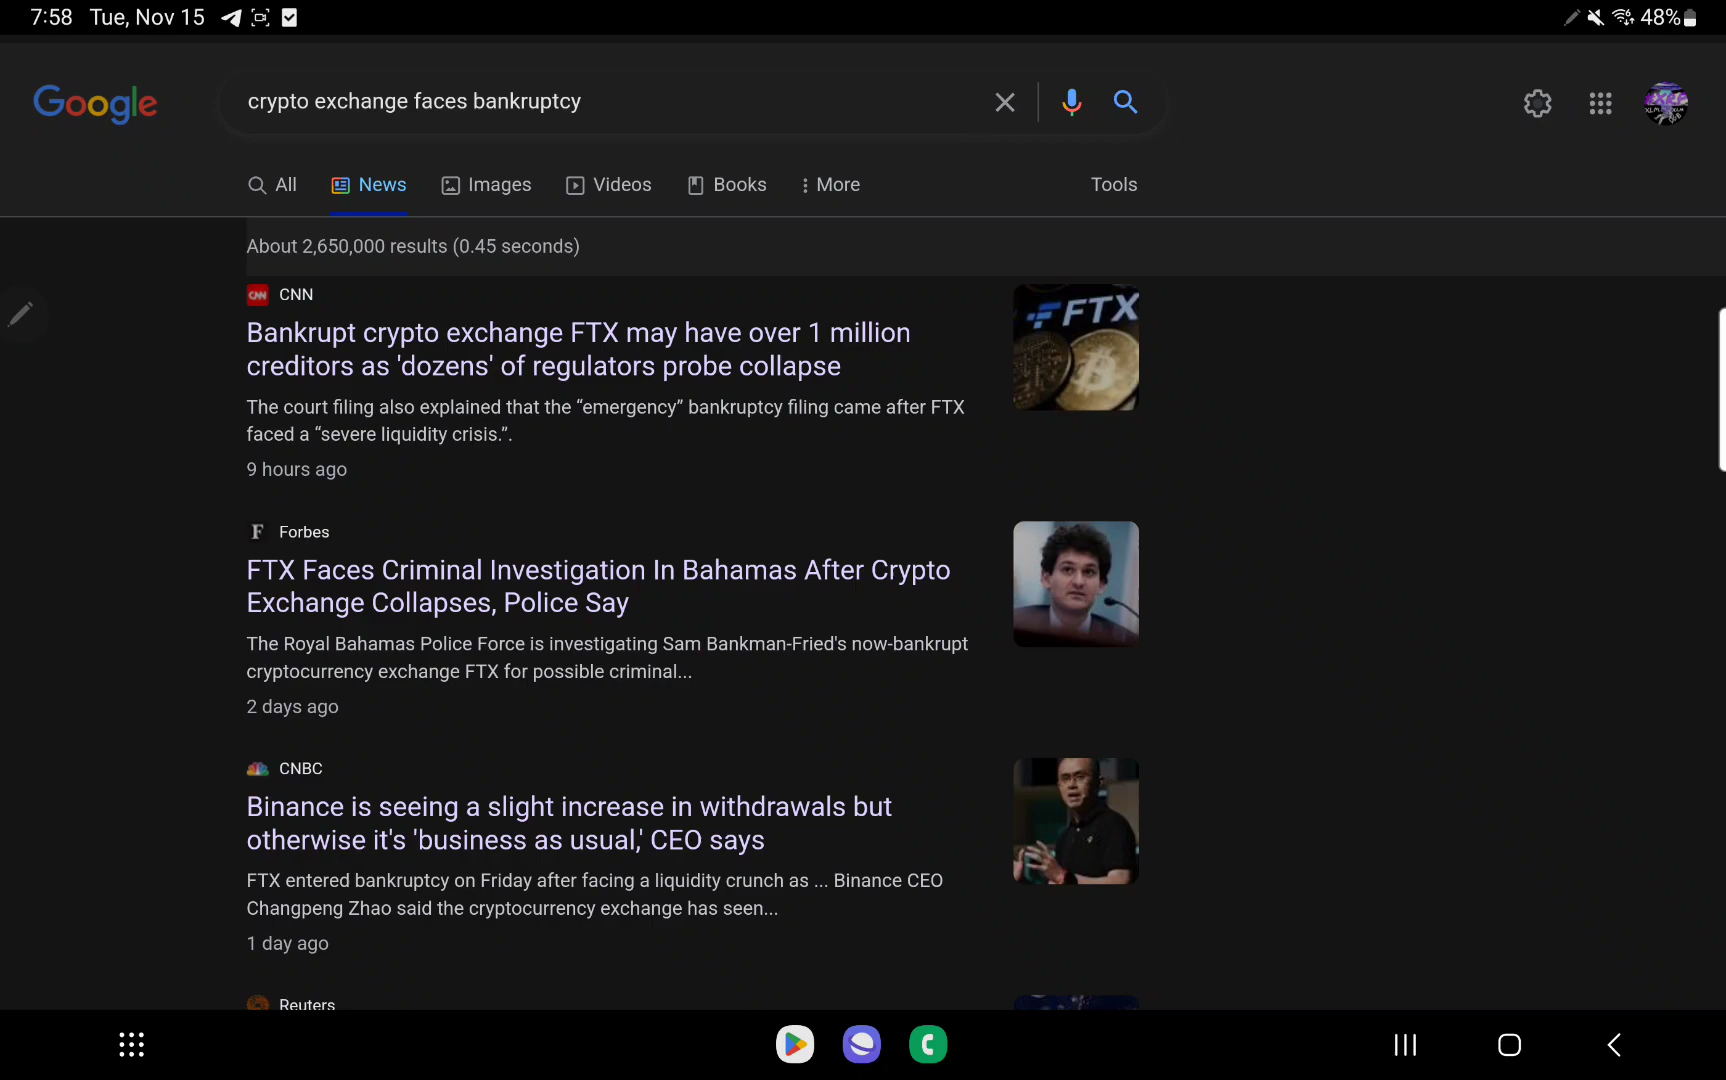 7:58 Tue, Nov 15 48%
Google crypto exchange faces bankruptcy
All News Images Videos Books More Tools
About 2,650,000 results (0.45 seconds)
CNN
Bankrupt crypto exchange FTX may have over 1 million
creditors as 'dozens' of regulators probe collapse
The court filing also explained that the “emergency” bankruptcy filing came after FTX
faced a “severe liquidity crisis.”.
9 hours ago
FTX
Forbes
FTX Faces Criminal Investigation In Bahamas After Crypto
Exchange Collapses, Police Say
The Royal Bahamas Police Force is investigating Sam Bankman-Fried's now-bankrupt
cryptocurrency exchange FTX for possible criminal...
2 days ago
CNBC
Binance is seeing a slight increase in withdrawals but
otherwise it's 'business as usual,' CEO says
FTX entered bankruptcy on Friday after facing a liquidity crunch as ... Binance CEO
Changpeng Zhao said the cryptocurrency exchange has seen...
1 day ago
Reuters